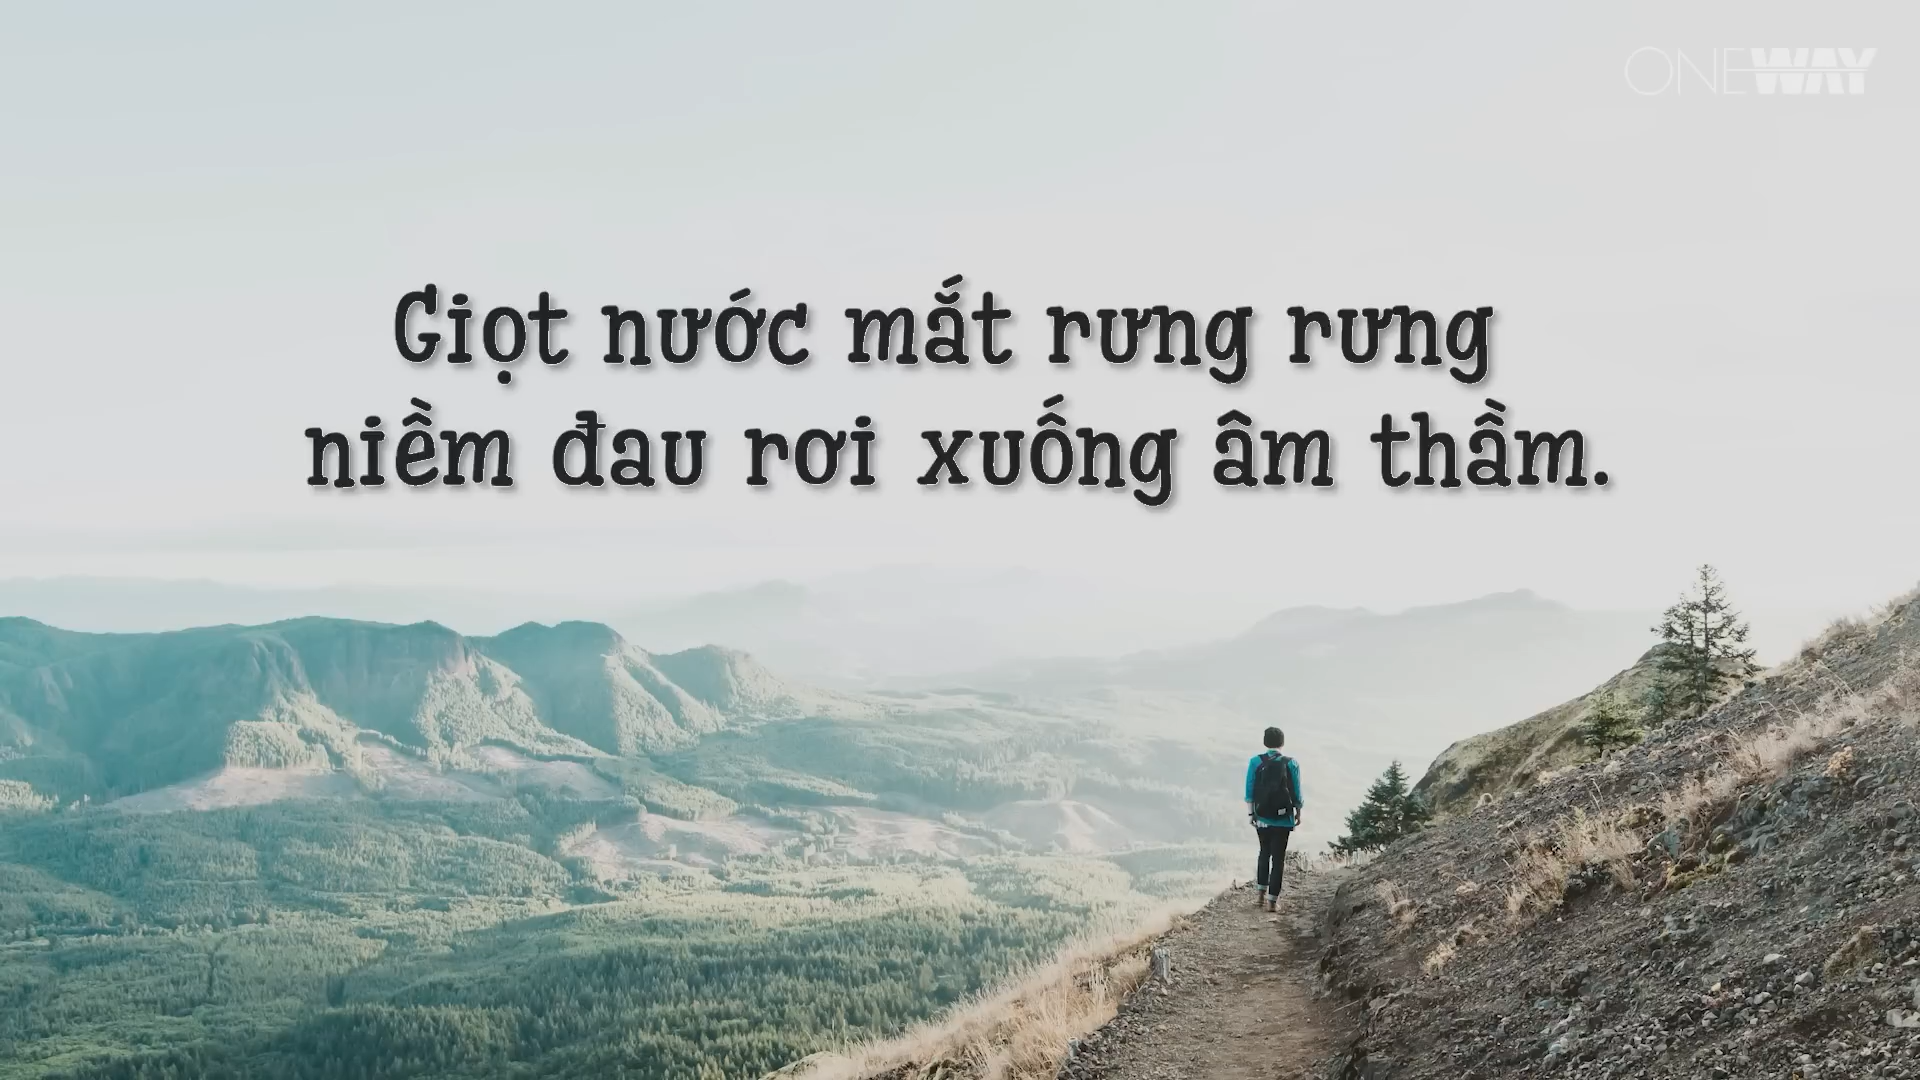 ONEWAY
Giọt nước mắt rưng rưng
niềm đau rơi xuống âm thầm.